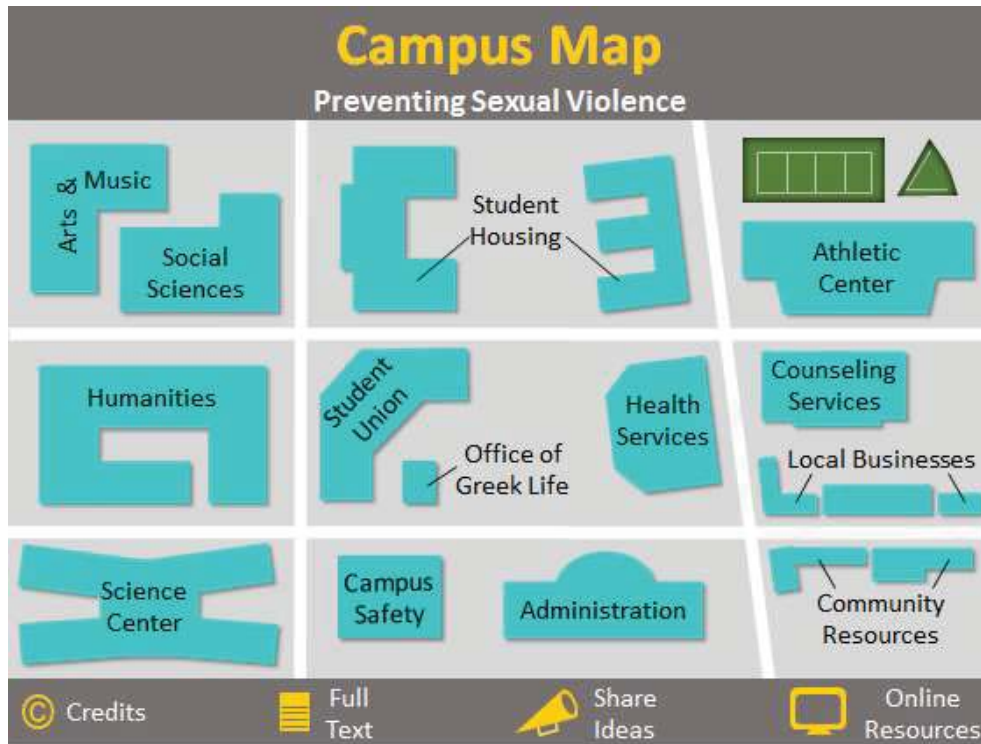 Campus Map
Preventing Sexual Violence
Arts &
Music
Social
Sciences
Student
Housing
Athletic
Center
Humanities
Student
Union
Office of
Greek Life
Health
Services
Counseling
Services
Local Businesses
Science
Center
Campus
Safety
Administration
Community
Resources
© Credits
Full
Text
Share
Ideas
Online
Resources